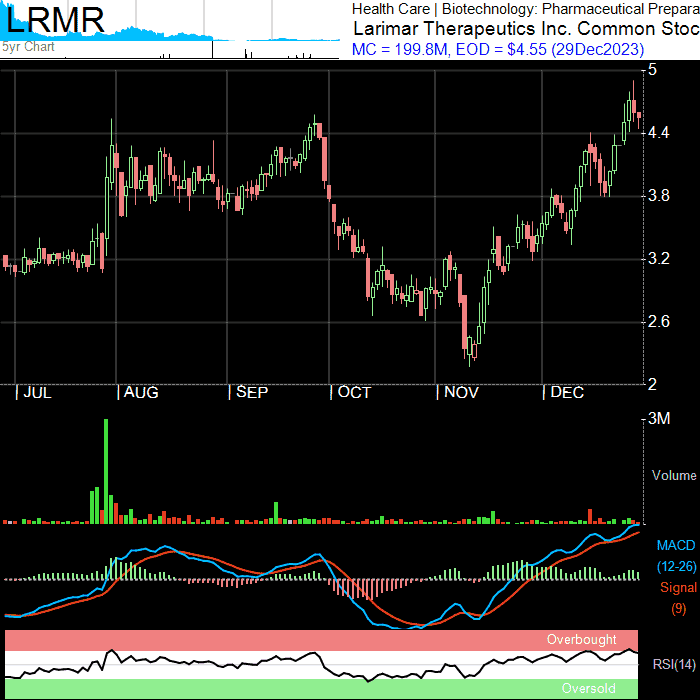 LRMR
5yr Chart
Health Care | Biotechnology: Pharmaceutical Prepara
Larimar Therapeutics Inc. Common Stoc
MC = 199.8M, EOD = $4.55 (29Dec2023)
5
4.4
3.8
3.2
2.6
2
JUL
AUG
SEP
OCT
NOV
DEC
3M
Volume
MACD
(12-26)
Signal
(9)
Overbought
RSI(14)
Oversold